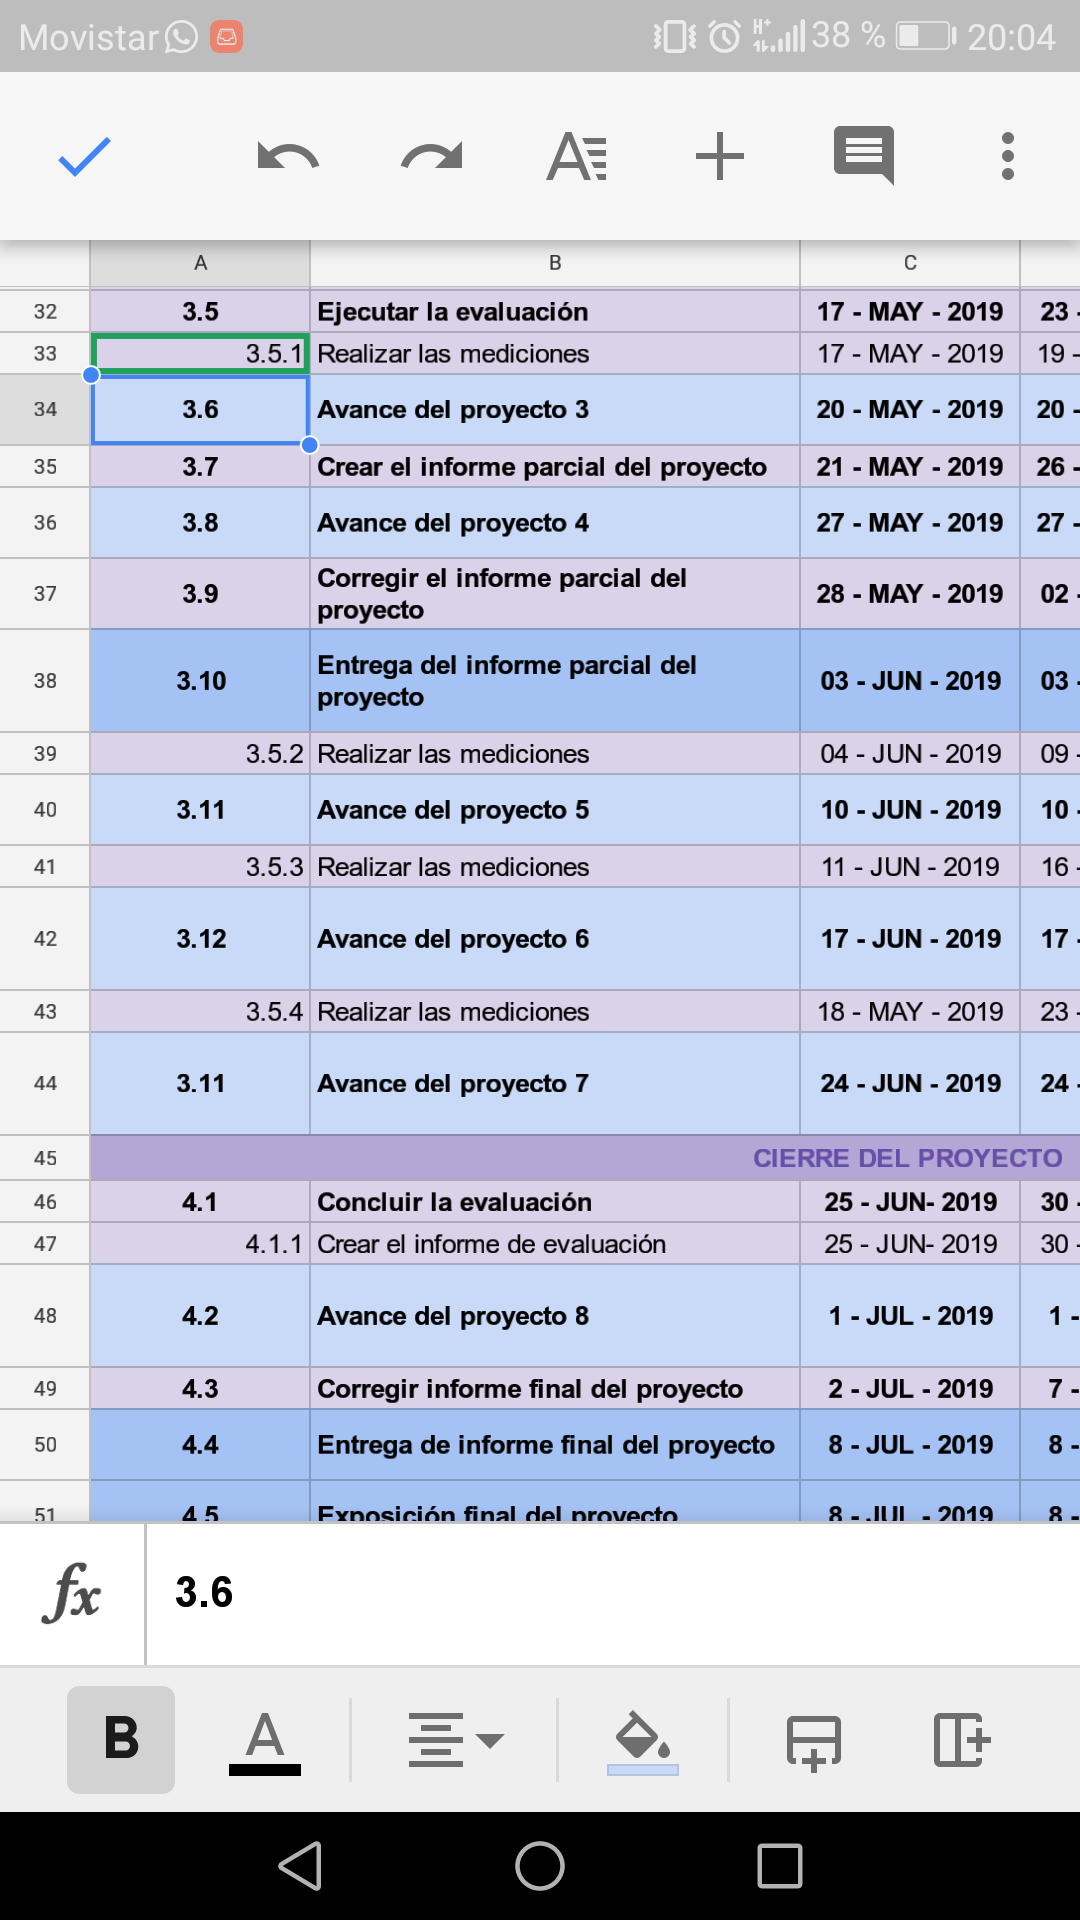 Movistar 38 % 20:04
A B C
32 3.5 Ejecutar la evaluación 17 - MAY - 2019 23 -
33 3.5.1 Realizar las mediciones 17 - MAY - 2019 19 -
34 3.6 Avance del proyecto 3 20 - MAY - 2019 20 -
35 3.7 Crear el informe parcial del proyecto 21 - MAY - 2019 26 -
36 3.8 Avance del proyecto 4 27 - MAY - 2019 27 -
37 3.9 Corregir el informe parcial del
proyecto 28 - MAY - 2019 02 -
38 3.10 Entrega del informe parcial del
proyecto 03 - JUN - 2019 03 -
39 3.5.2 Realizar las mediciones 04 - JUN - 2019 09 -
40 3.11 Avance del proyecto 5 10 - JUN - 2019 10 -
41 3.5.3 Realizar las mediciones 11 - JUN - 2019 16 -
42 3.12 Avance del proyecto 6 17 - JUN - 2019 17 -
43 3.5.4 Realizar las mediciones 18 - MAY - 2019 23 -
44 3.11 Avance del proyecto 7 24 - JUN - 2019 24 -
45 CIERRE DEL PROYECTO
46 4.1 Concluir la evaluación 25 - JUN- 2019 30 -
47 4.1.1 Crear el informe de evaluación 25 - JUN- 2019 30 -
48 4.2 Avance del proyecto 8 1 - JUL - 2019 1 -
49 4.3 Corregir informe final del proyecto 2 - JUL - 2019 7 -
50 4.4 Entrega de informe final del proyecto 8 - JUL - 2019 8 -
51 4.5 Exposición final del proyecto 8 - JUL - 2019 8 -
fx 3.6
B A